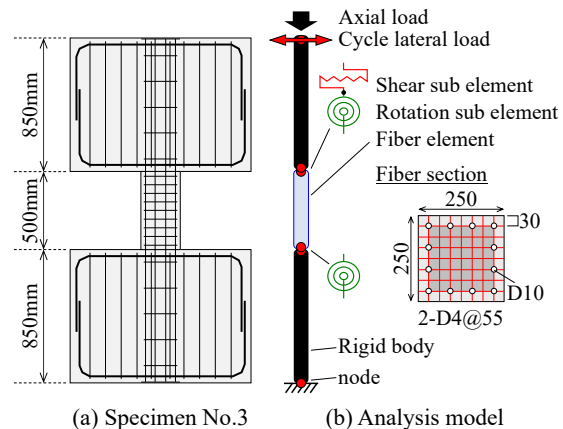 850mm
500mm
850mm
(a) Specimen No.3
Axial load
Cycle lateral load
Shear sub element
Rotation sub element
Fiber element
Fiber section
250
30
250
D10
2-D4@55
Rigid body
node
(b) Analysis model